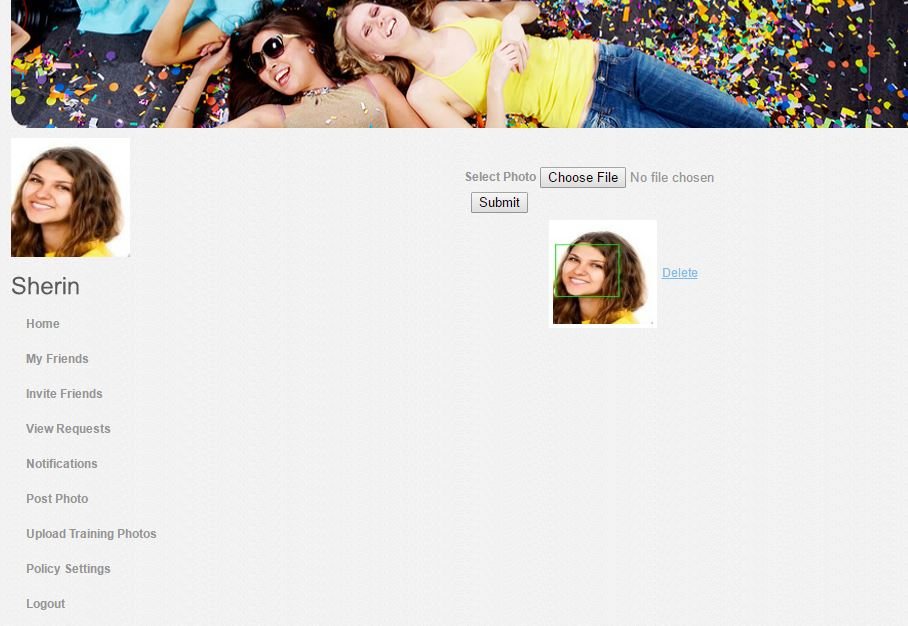 Select Photo Choose File No file chosen
Submit
Delete
Sherin
Home
My Friends
Invite Friends
View Requests
Notifications
Post Photo
Upload Training Photos
Policy Settings
Logout